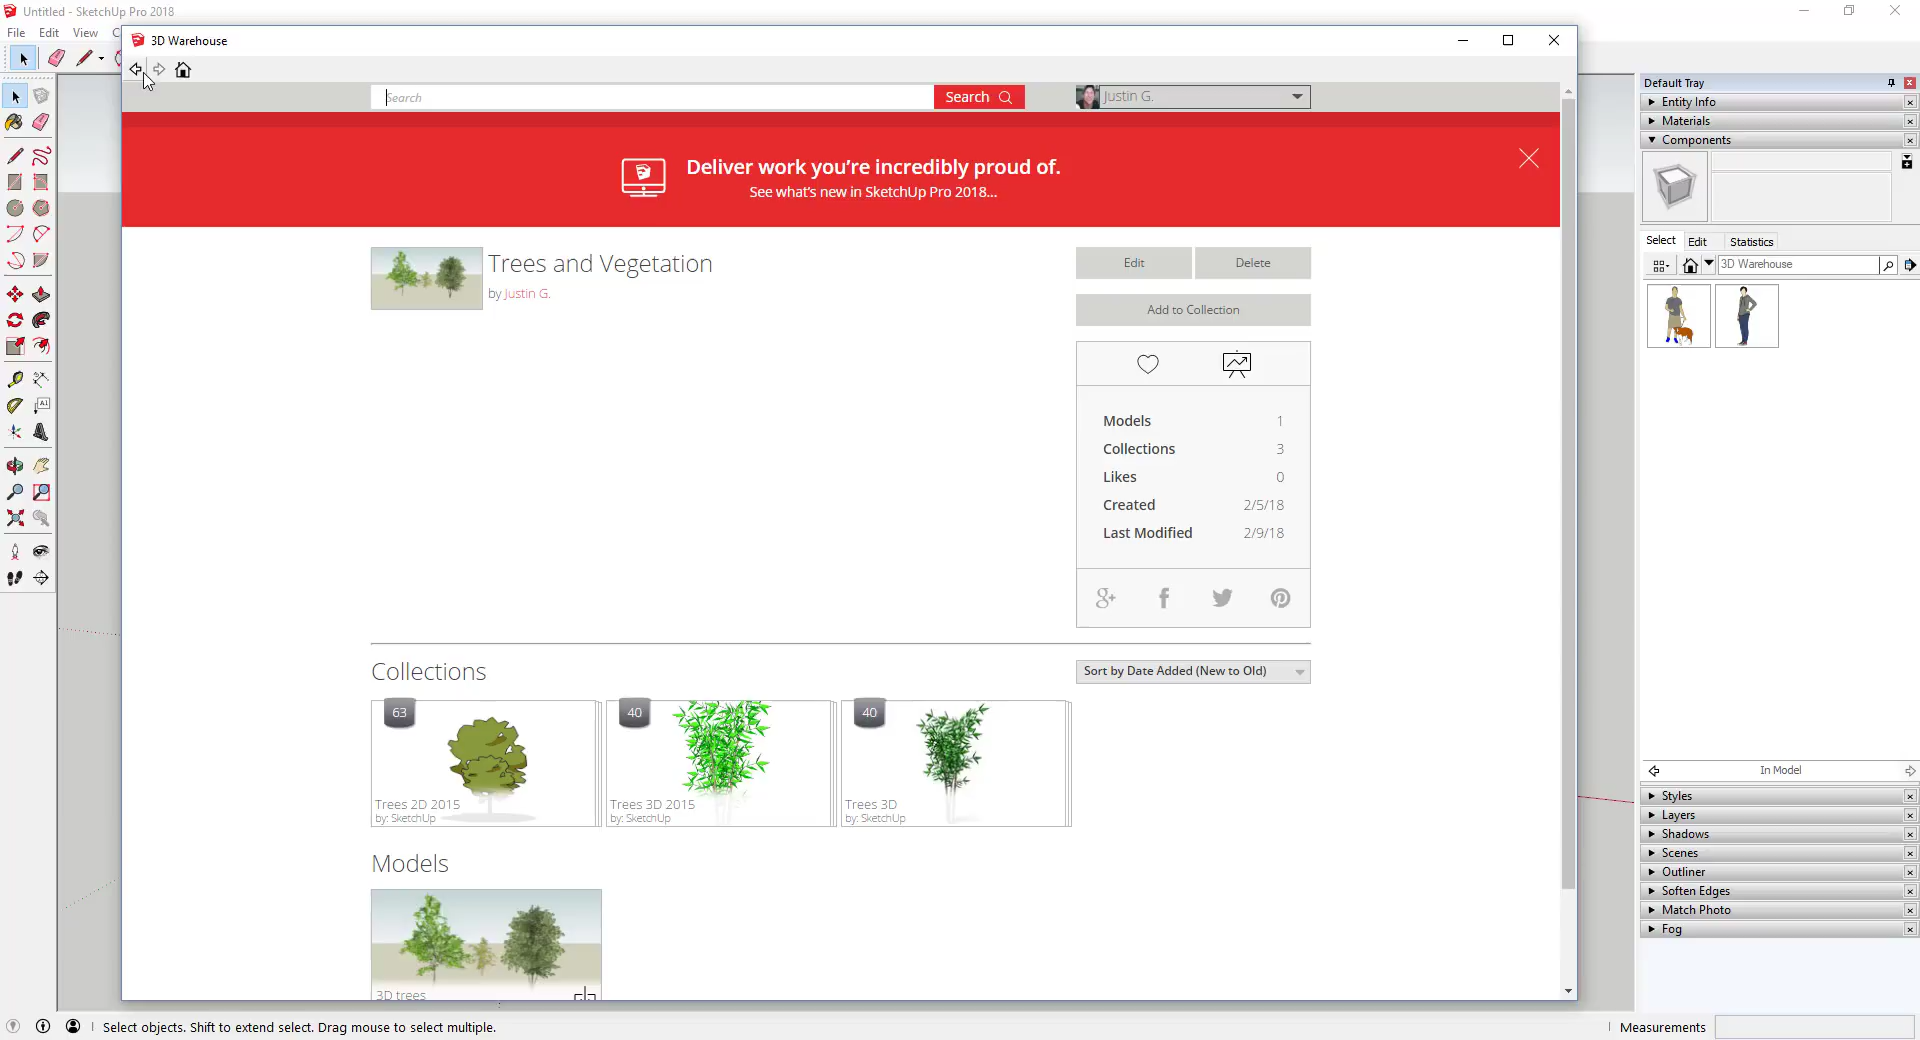 Untitled - SketchUp Pro 2018
File Edit View
3D Warehouse
Search
Search
Justin G.
Deliver work you're incredibly proud of.
See what's new in SketchUp Pro 2018...
Trees and Vegetation
by Justin G.
Edit
Delete
Add to Collection
Models 1
Collections 3
Likes 0
Created 2/5/18
Last Modified 2/9/18
g+
f
Collections
Sort by Date Added (New to Old)
63
Trees 2D 2015
by: SketchUp
40
Trees 3D 2015
by: SketchUp
40
Trees 3D
by: SketchUp
Models
3D trees
Default Tray
Entity Info
Materials
Components
Select Edit Statistics
3D Warehouse
In Model
Styles
Layers
Shadows
Scenes
Outliner
Soften Edges
Match Photo
Fog
Select objects. Shift to extend select. Drag mouse to select multiple.
Measurements